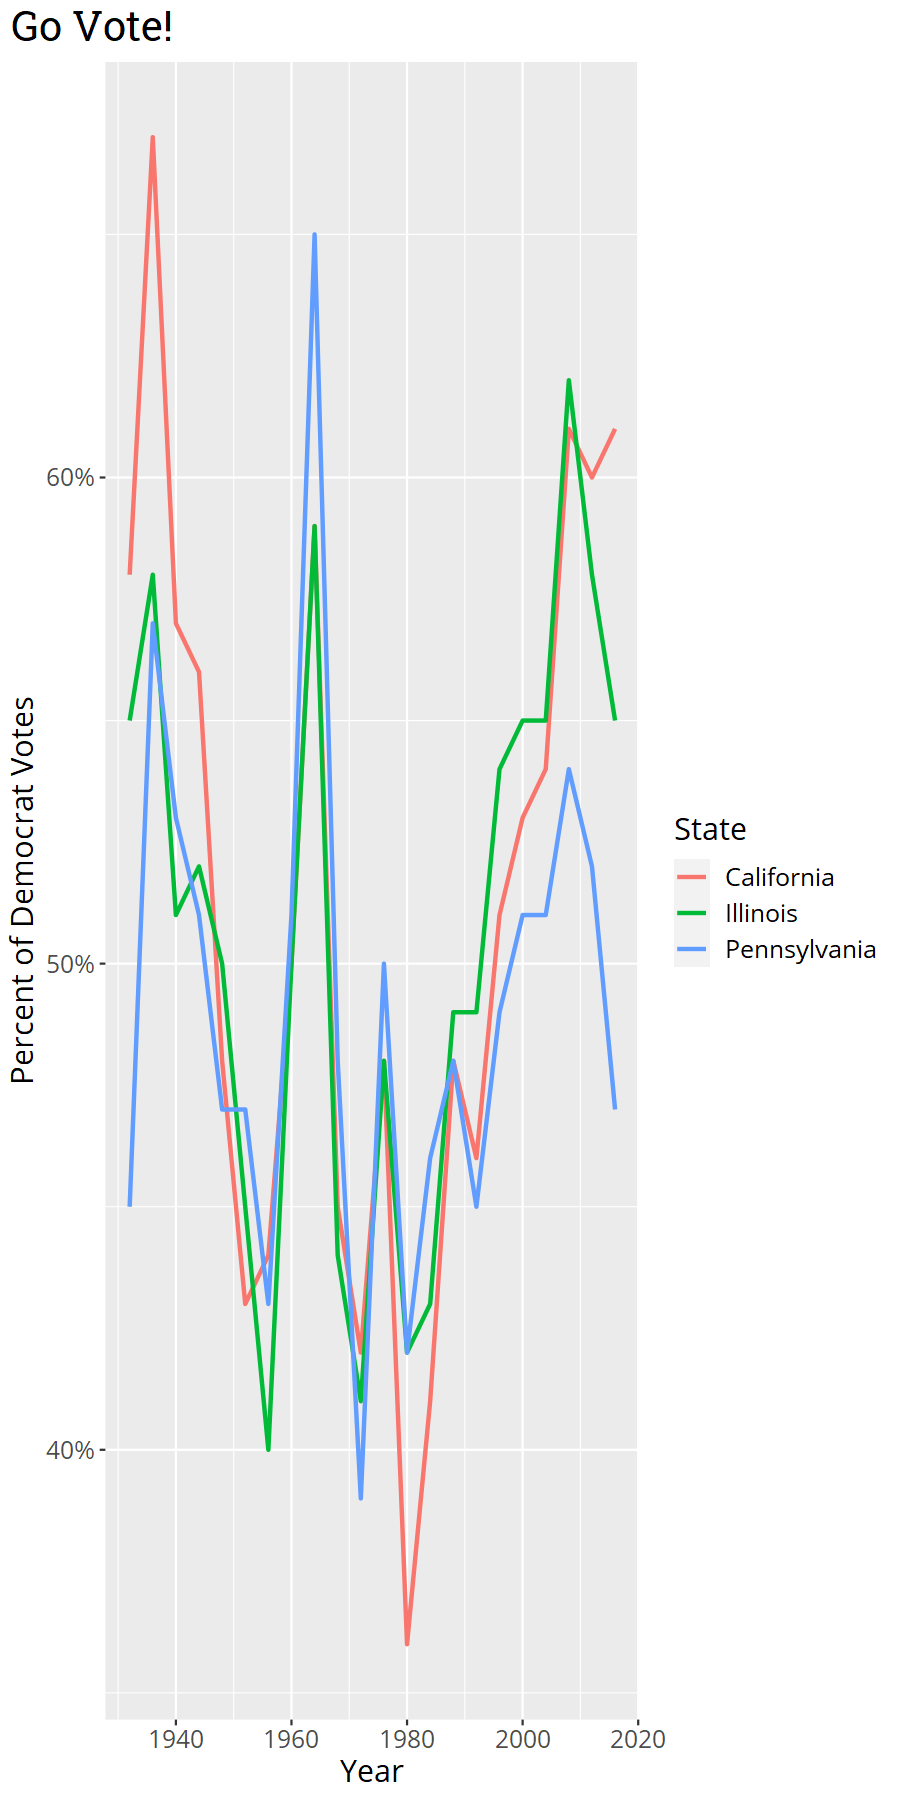 Go Vote!
60%
50%
40%
Percent of Democrat Votes
1940 1960 1980 2000 2020
Year
State
California
Illinois
Pennsylvania